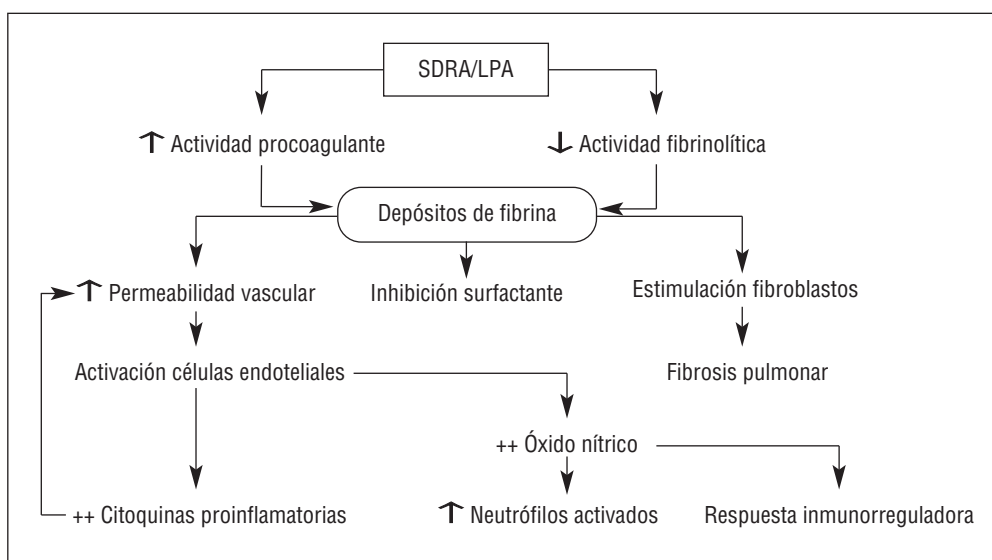 SDRA/LPA
↑ Actividad procoagulante
↓ Actividad fibrinolítica
Depósitos de fibrina
↑ Permeabilidad vascular
Inhibición surfactante
Estimulación fibroblastos
Activación células endoteliales
Fibrosis pulmonar
++ Óxido nítrico
++ Citoquinas proinflamatorias
↑ Neutrófilos activados
Respuesta inmunorreguladora